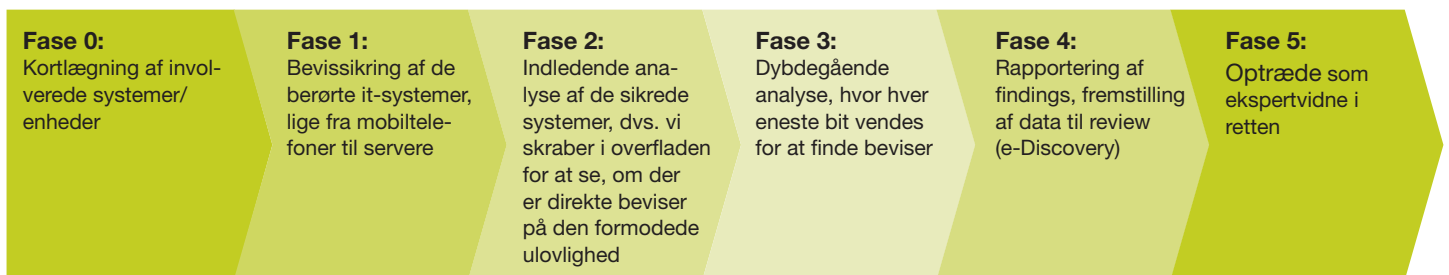 Fase 0:
Kortlægning af invol-
verede systemer/
enheder
Fase 1:
Bevissikring af de
berørte it-systemer,
lige fra mobiltele-
foner til servere
Fase 2:
Indledende ana-
lyse af de sikrede
systemer, dvs. vi
skraber i overfladen
for at se, om der
er direkte beviser
på den formodede
ulovlighed
Fase 3:
Dybdegående
analyse, hvor hver
eneste bit vendes
for at finde beviser
Fase 4:
Rapportering af
findings, fremstilling
af data til review
(e-Discovery)
Fase 5:
Optræde som
ekspertvidne i
retten